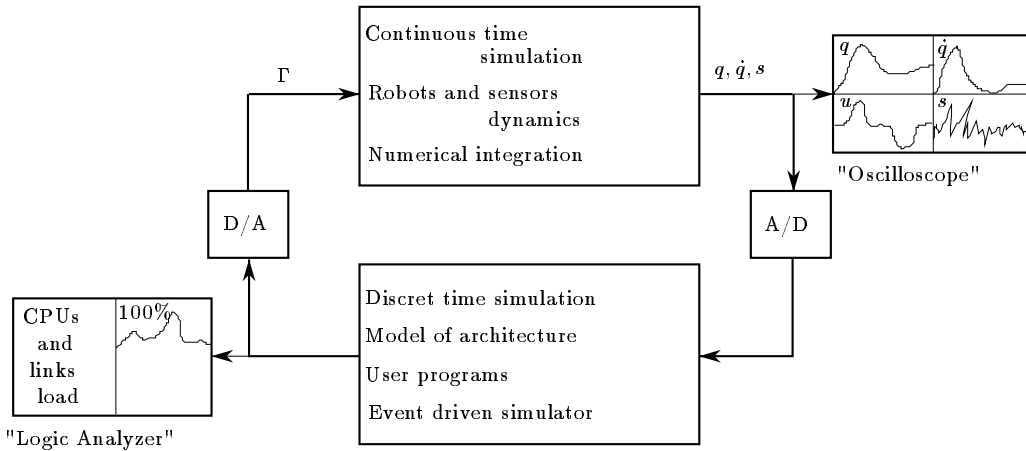 Continuous time
simulation
Robots and sensors
dynamics
Numerical integration
Γ
q, q̇, s
q
q̇
u
s
"Oscilloscope"
D/A
A/D
Discret time simulation
Model of architecture
User programs
Event driven simulator
CPUs
and
links
load
100%
"Logic Analyzer"